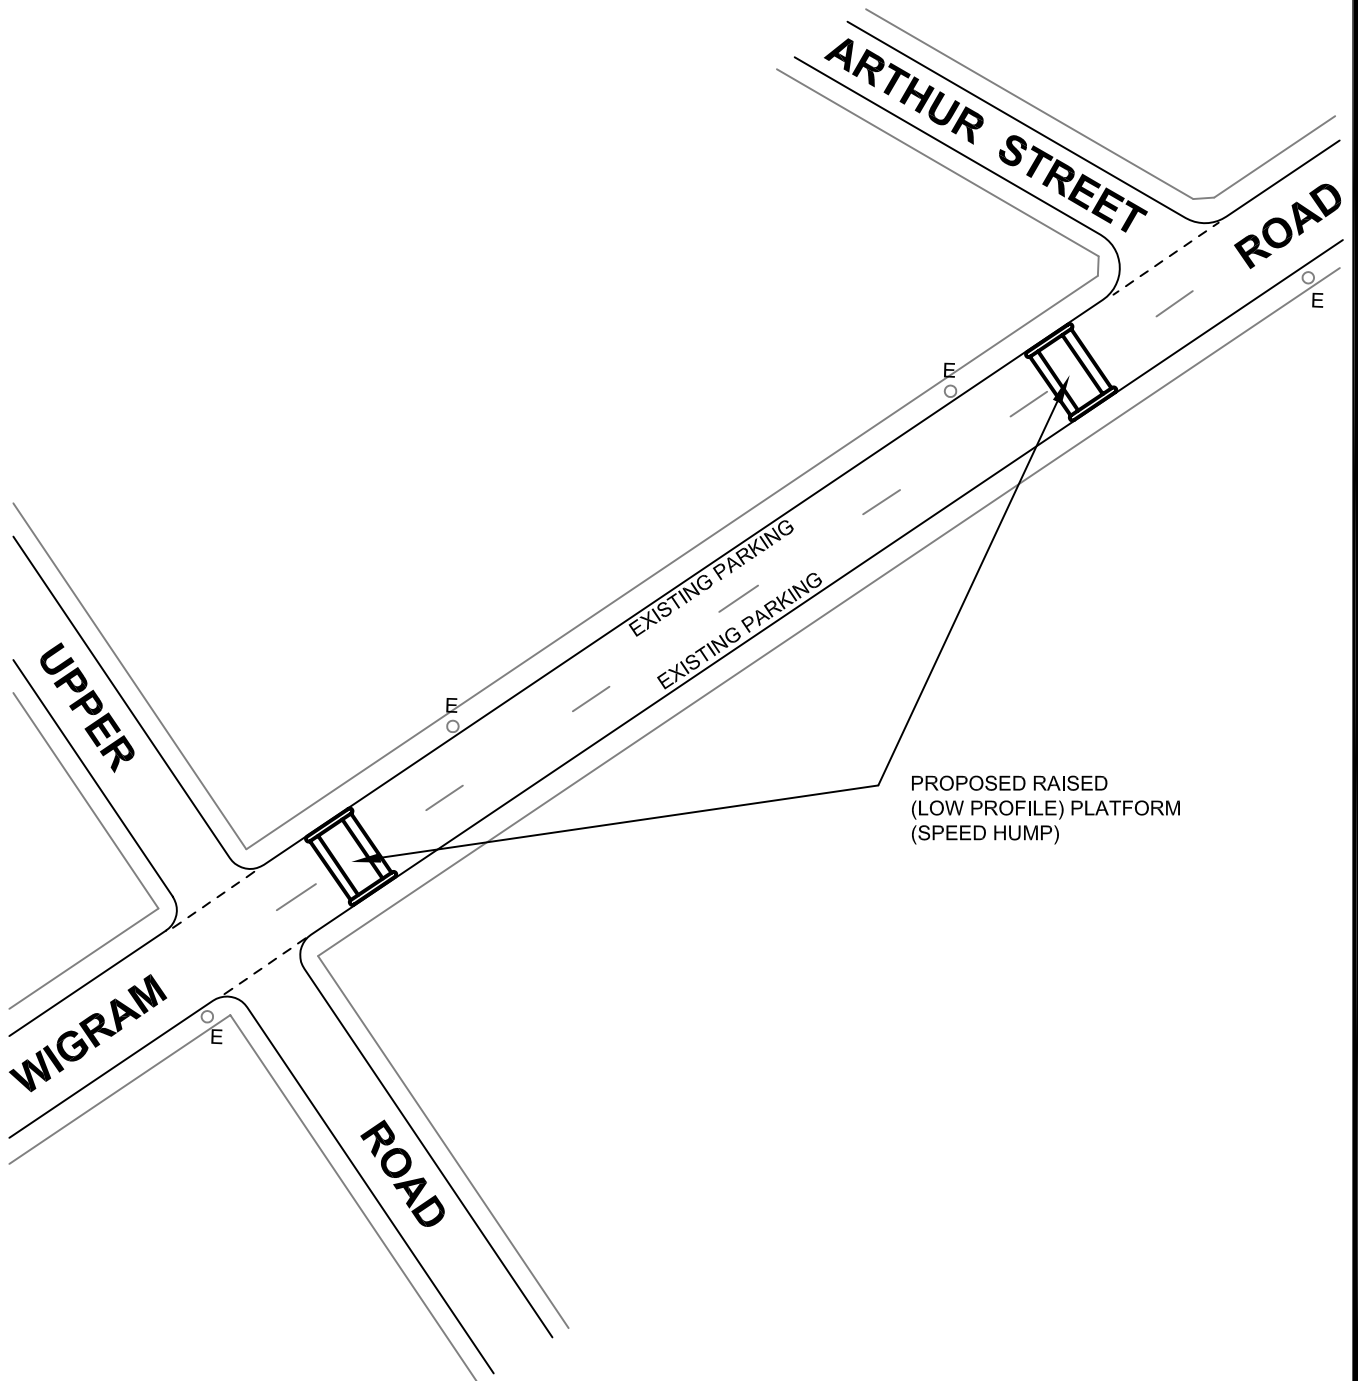 ARTHUR STREET
ROAD
E
E
EXISTING PARKING
EXISTING PARKING
UPPER
E
PROPOSED RAISED
(LOW PROFILE) PLATFORM
(SPEED HUMP)
WIGRAM
E
ROAD